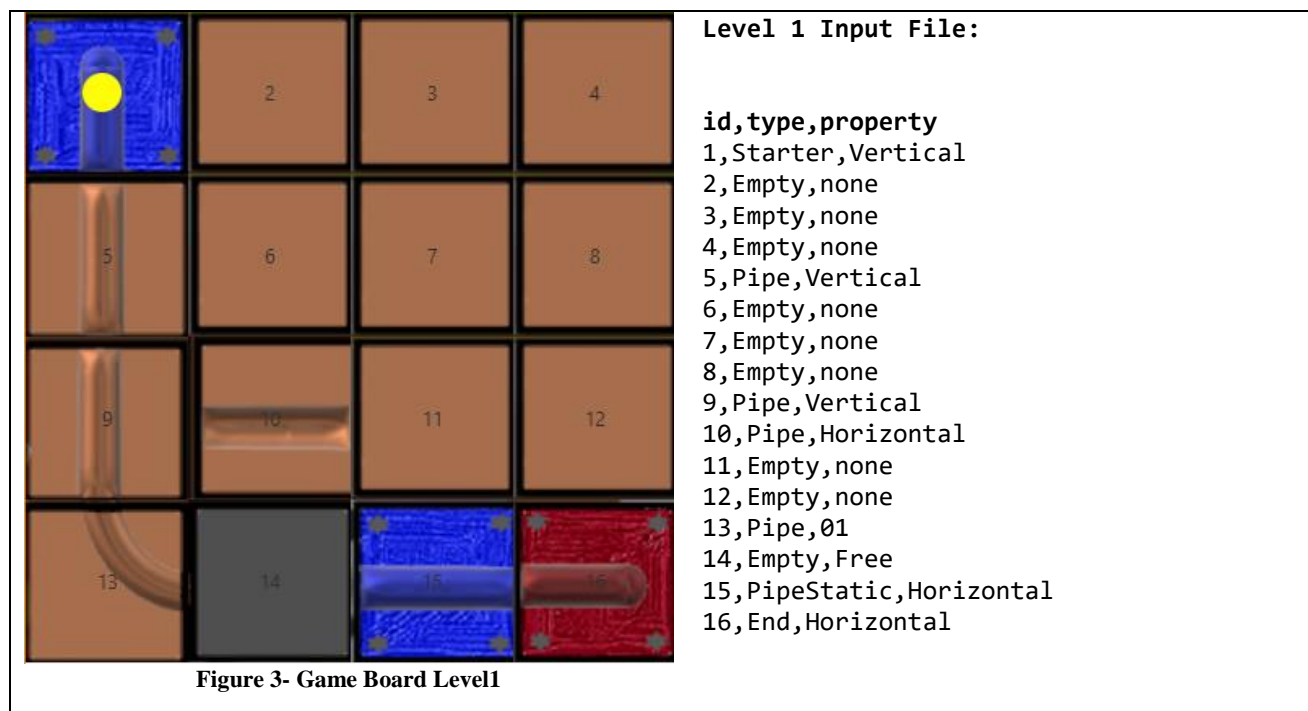 2
3
4
5
6
7
8
9
10
11
12
13
14
15
16
Figure 3- Game Board Level1
Level 1 Input File:
id,type,property
1,Starter,Vertical
2,Empty,none
3,Empty,none
4,Empty,none
5,Pipe,Vertical
6,Empty,none
7,Empty,none
8,Empty,none
9,Pipe,Vertical
10,Pipe,Horizontal
11,Empty,none
12,Empty,none
13,Pipe,01
14,Empty,Free
15,PipeStatic,Horizontal
16,End,Horizontal